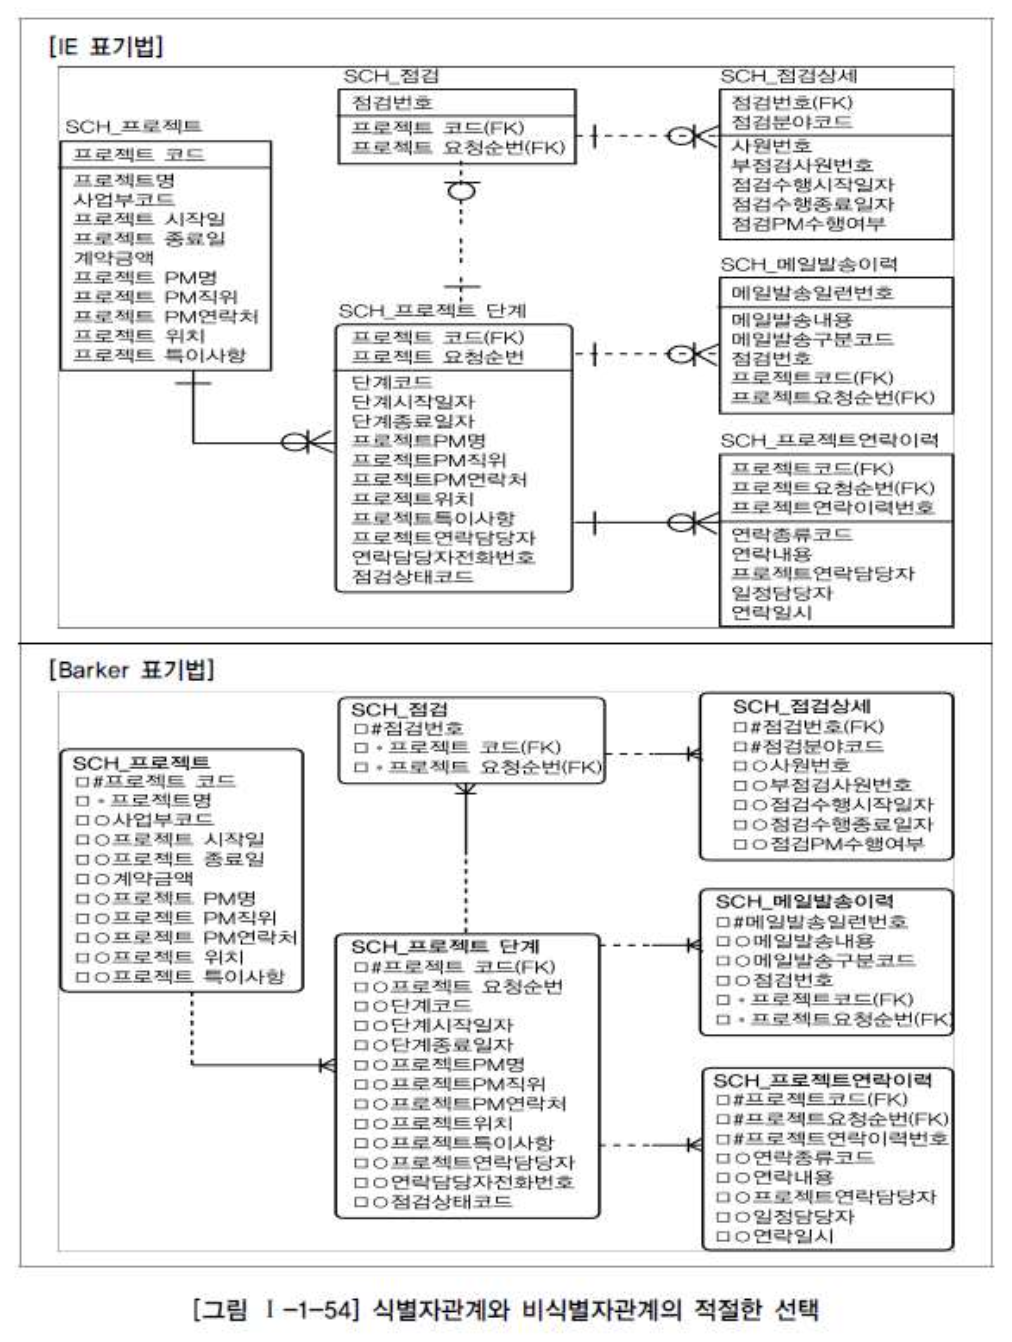 [IE 표기법]
SCH_프로젝트
프로젝트 코드
프로젝트명
사업부코드
프로젝트 시작일
프로젝트 종료일
계약금액
프로젝트 PM명
프로젝트 PM직위
프로젝트 PM연락처
프로젝트 위치
프로젝트 특이사항
SCH_점검
점검번호
프로젝트 코드(FK)
프로젝트 요청순번(FK)
SCH_프로젝트 단계
프로젝트 코드(FK)
프로젝트 요청순번
단계코드
단계시작일자
단계종료일자
프로젝트PM명
프로젝트PM직위
프로젝트PM연락처
프로젝트위치
프로젝트특이사항
프로젝트연락담당자
연락담당자전화번호
점검상태코드
SCH_점검상세
점검번호(FK)
점검분야코드
사원번호
부점검사원번호
점검수행시작일자
점검수행종료일자
점검PM수행여부
SCH_메일발송이력
메일발송일련번호
메일발송내용
메일발송구분코드
점검번호
프로젝트코드(FK)
프로젝트요청순번(FK)
SCH_프로젝트연락이력
프로젝트코드(FK)
프로젝트요청순번(FK)
프로젝트연락이력번호
연락종류코드
연락내용
프로젝트연락담당자
일정담당자
연락일시
[Barker 표기법]
SCH_프로젝트
□#프로젝트 코드
□*프로젝트명
□○사업부코드
□○프로젝트 시작일
□○프로젝트 종료일
□○계약금액
□○프로젝트 PM명
□○프로젝트 PM직위
□○프로젝트 PM연락처
□○프로젝트 위치
□○프로젝트 특이사항
SCH_점검
□#점검번호
□*프로젝트 코드(FK)
□*프로젝트 요청순번(FK)
SCH_프로젝트 단계
□#프로젝트 코드(FK)
□○프로젝트 요청순번
□○단계코드
□○단계시작일자
□○단계종료일자
□○프로젝트PM명
□○프로젝트PM직위
□○프로젝트PM연락처
□○프로젝트위치
□○프로젝트특이사항
□○프로젝트연락담당자
□○연락담당자전화번호
□○점검상태코드
SCH_점검상세
□#점검번호(FK)
□#점검분야코드
□○사원번호
□○부점검사원번호
□○점검수행시작일자
□○점검수행종료일자
□○점검PM수행여부
SCH_메일발송이력
□#메일발송일련번호
□○메일발송내용
□○메일발송구분코드
□○점검번호
□*프로젝트코드(FK)
□*프로젝트요청순번(FK)
SCH_프로젝트연락이력
□#프로젝트코드(FK)
□#프로젝트요청순번(FK)
□#프로젝트연락이력번호
□○연락종류코드
□○연락내용
□○프로젝트연락담당자
□○일정담당자
□○연락일시
[그림 Ⅰ-1-54] 식별자관계와 비식별자관계의 적절한 선택